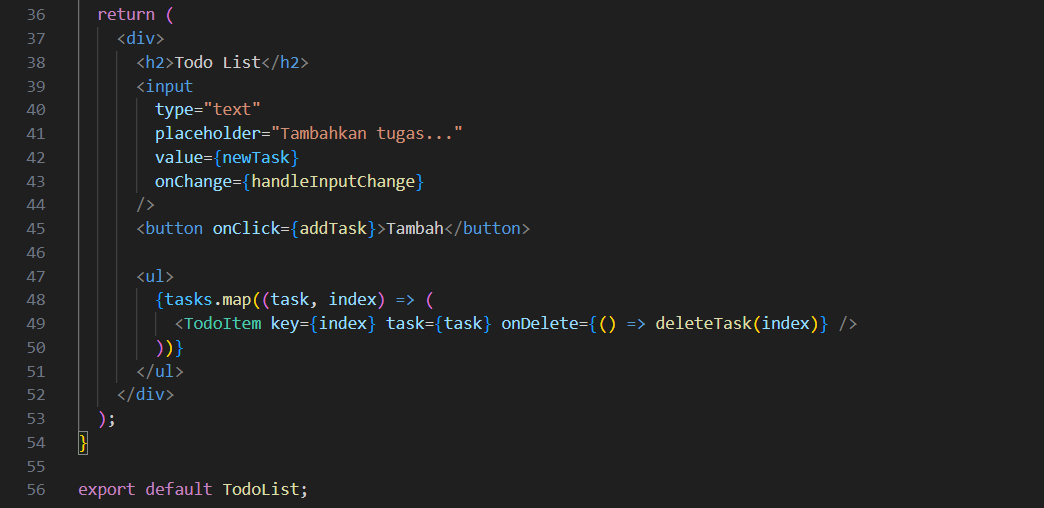 36 return (
37 <div>
38 <h2>Todo List</h2>
39 <input
40 type="text"
41 placeholder="Tambahkan tugas..."
42 value={newTask}
43 onChange={handleInputChange}
44 />
45 <button onClick={addTask}>Tambah</button>
46
47 <ul>
48 {tasks.map((task, index) => (
49 <TodoItem key={index} task={task} onDelete={() => deleteTask(index)} />
50 ))}
51 </ul>
52 </div>
53 );
54 }
55
56 export default TodoList;